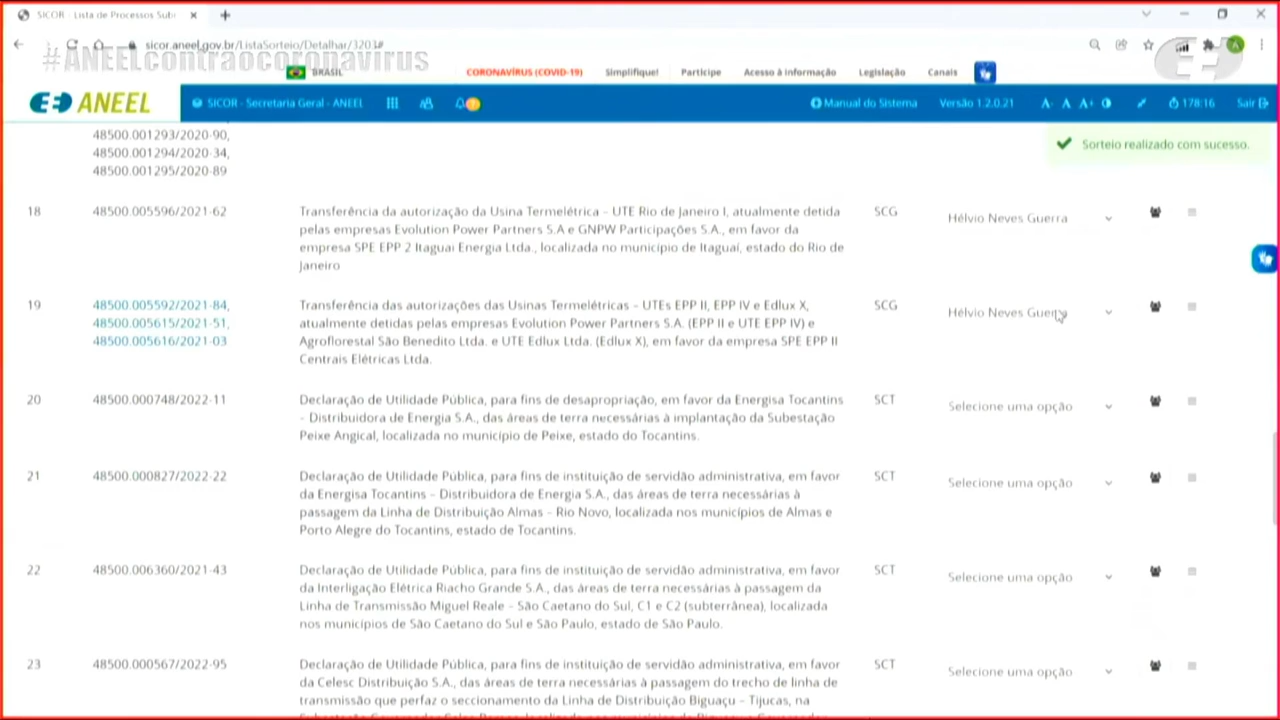 SICOR - Lista de Processos Sub
sicor.aneel.gov.br/ListaSorteio/Detalhar/320
#ANEELcontraocoronavirus
BRASIL
CORONAVÍRUS (COVID-19)
Simplifique!
Participe
Acesso à informação
Legislação
Canais
ANEEL
SICOR - Secretaria Geral - ANEEL
Manual do Sistema
Versão 1.2.0.21
A- A A+
178:16
Sair
Sorteio realizado com sucesso.
48500.001293/2020-90,
48500.001294/2020-34,
48500.001295/2020-89
18
48500.005596/2021-62
Transferência da autorização da Usina Termelétrica – UTE Rio de Janeiro I, atualmente detida
pelas empresas Evolution Power Partners S.A e GNPW Participações S.A., em favor da
empresa SPE EPP 2 Itaguai Energia Ltda., localizada no município de Itaguaí, estado do Rio de
Janeiro
SCG
Hélvio Neves Guerra
19
48500.005592/2021-84,
48500.005615/2021-51,
48500.005616/2021-03
Transferência das autorizações das Usinas Termelétricas – UTEs EPP II, EPP IV e Edlux X,
atualmente detidas pelas empresas Evolution Power Partners S.A. (EPP II e UTE EPP IV) e
Agroflorestal São Benedito Ltda. e UTE Edlux Ltda. (Edlux X), em favor da empresa SPE EPP II
Centrais Elétricas Ltda.
SCG
Hélvio Neves Guerra
20
48500.000748/2022-11
Declaração de Utilidade Pública, para fins de desapropriação, em favor da Energisa Tocantins
– Distribuidora de Energia S.A., das áreas de terra necessárias à implantação da Subestação
Peixe Angical, localizada no município de Peixe, estado do Tocantins.
SCT
Selecione uma opção
21
48500.000827/2022-22
Declaração de Utilidade Pública, para fins de instituição de servidão administrativa, em favor
da Energisa Tocantins – Distribuidora de Energia S.A., das áreas de terra necessárias à
passagem da Linha de Distribuição Almas – Rio Novo, localizada nos municípios de Almas e
Porto Alegre do Tocantins, estado de Tocantins.
SCT
Selecione uma opção
22
48500.006360/2021-43
Declaração de Utilidade Pública, para fins de instituição de servidão administrativa, em favor
da Interligação Elétrica Riacho Grande S.A., das áreas de terra necessárias à passagem da
Linha de Transmissão Miguel Reale – São Caetano do Sul, C1 e C2 (subterrânea), localizada
nos municípios de São Caetano do Sul e São Paulo, estado de São Paulo.
SCT
Selecione uma opção
23
48500.000567/2022-95
Declaração de Utilidade Pública, para fins de instituição de servidão administrativa, em favor
da Celesc Distribuição S.A., das áreas de terra necessárias à passagem do trecho de linha de
transmissão que perfaz o seccionamento da Linha de Distribuição Biguaçu – Tijucas, na
SCT
Selecione uma opção